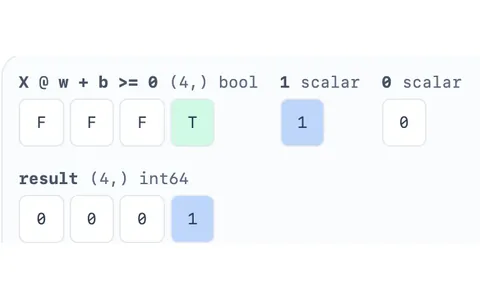 X @ w + b >= 0 (4,) bool 1 scalar 0 scalar
F F F T 1 0
result (4,) int64
0 0 0 1